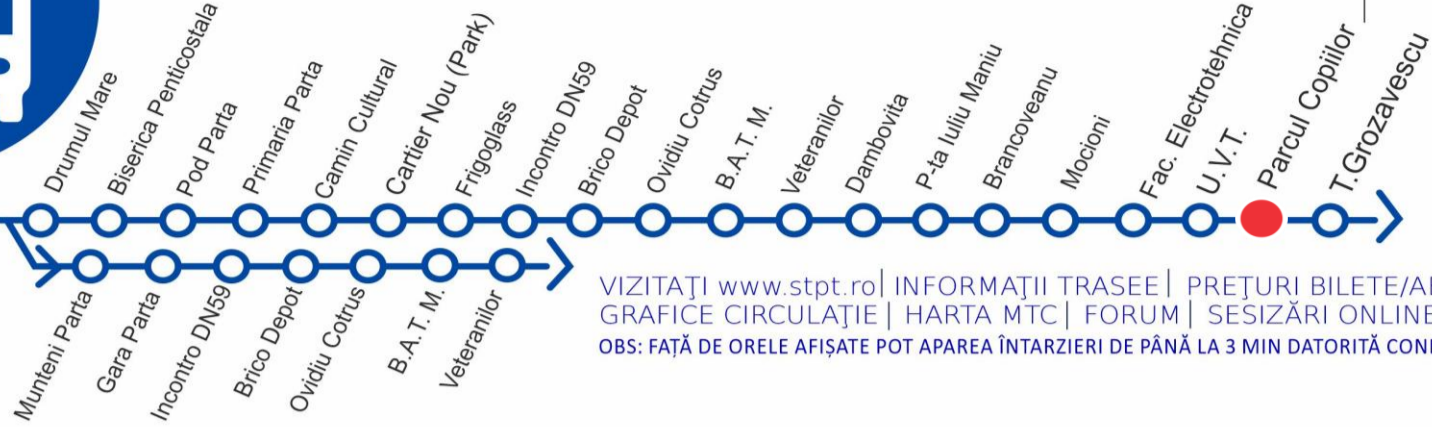 Drumul Mare
Biserica Penticostala
Pod Parta
Primaria Parta
Camin Cultural
Cartier Nou (Park)
Frigoglass
Incontro DN59
Brico Depot
Ovidiu Cotrus
B.A.T. M.
Veteranilor
Dambovita
P-ta Iuliu Maniu
Brancoveanu
Mocioni
Fac. Electrotehnica
U.V.T.
Parcul Copiilor
T.Grozavescu
Munteni Parta
Gara Parta
Incontro DN59
Brico Depot
Ovidiu Cotrus
B.A.T. M.
Veteranilor
VIZITAŢI www.stpt.ro| INFORMAŢII TRASEE| PREŢURI BILETE/
GRAFICE CIRCULAŢIE| HARTA MTC| FORUM| SESIZĂRI ONLINE
OBS: FAȚĂ DE ORELE AFIȘATE POT APAREA ÎNTARZIERI DE PÂNĂ LA 3 MIN DATORITĂ